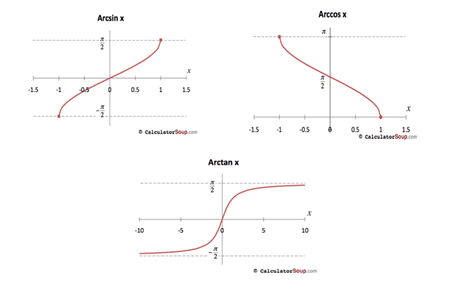 Arcsin x
π
2
x
-1.5 -1 -0.5 0 0.5 1 1.5
- π
2
© CalculatorSoup.com
Arccos x
π
π
2
x
-1.5 -1 -0.5 0 0.5 1 1.5
© CalculatorSoup.com
Arctan x
π
2
x
-10 -5 0 5 10
- π
2
© CalculatorSoup.com